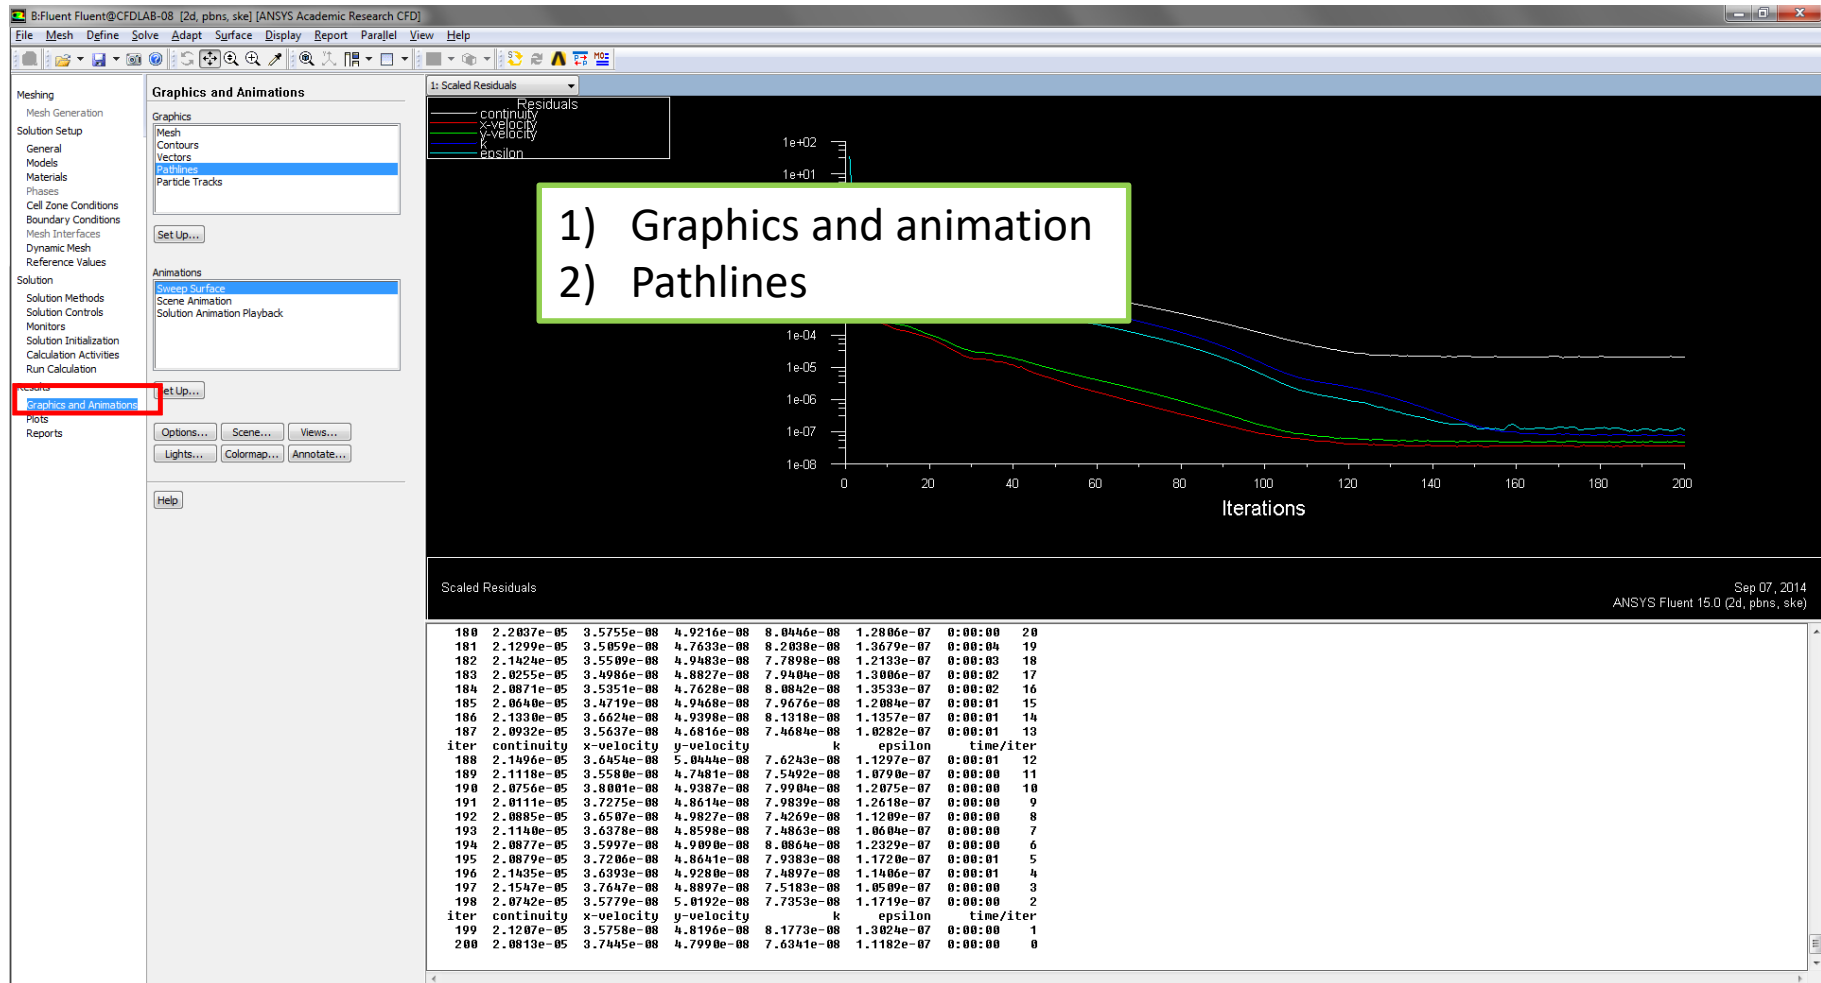 B:Fluent Fluent@CFDLAB-08 [2d, pbns, ske] [ANSYS Academic Research CFD]
File Mesh Define Solve Adapt Surface Display Report Parallel View Help
Meshing
Mesh Generation
Solution Setup
General
Models
Materials
Phases
Cell Zone Conditions
Boundary Conditions
Mesh Interfaces
Dynamic Mesh
Reference Values
Solution
Solution Methods
Solution Controls
Monitors
Solution Initialization
Calculation Activities
Run Calculation
Results
Graphics and Animations
Plots
Reports
Graphics and Animations
Graphics
Mesh
Contours
Vectors
Pathlines
Particle Tracks
Set Up...
Animations
Sweep Surface
Scene Animation
Solution Animation Playback
Set Up...
Options... Scene... Views...
Lights... Colormap... Annotate...
Help
1: Scaled Residuals
Residuals
continuity
x-velocity
y-velocity
k
epsilon
1e+02
1e+01
1) Graphics and animation
2) Pathlines
1e-04
1e-05
1e-06
1e-07
1e-08
0 20 40 60 80 100 120 140 160 180 200
Iterations
Scaled Residuals
Sep 07, 2014
ANSYS Fluent 15.0 (2d, pbns, ske)
180 2.2037e-05 3.5755e-08 4.9216e-08 8.0446e-08 1.2806e-07 0:00:00 20
181 2.1299e-05 3.5059e-08 4.7633e-08 8.2038e-08 1.3679e-07 0:00:04 19
182 2.1424e-05 3.5509e-08 4.9483e-08 7.7898e-08 1.2133e-07 0:00:03 18
183 2.0255e-05 3.4986e-08 4.8827e-08 7.9404e-08 1.3006e-07 0:00:02 17
184 2.0871e-05 3.5351e-08 4.7628e-08 8.0842e-08 1.3533e-07 0:00:02 16
185 2.0640e-05 3.4719e-08 4.9468e-08 7.9676e-08 1.2084e-07 0:00:01 15
186 2.1330e-05 3.6624e-08 4.9398e-08 8.1318e-08 1.1357e-07 0:00:01 14
187 2.0932e-05 3.5637e-08 4.6816e-08 7.4684e-08 1.0282e-07 0:00:01 13
iter continuity x-velocity y-velocity k epsilon time/iter
188 2.1496e-05 3.6454e-08 5.0444e-08 7.6243e-08 1.1297e-07 0:00:01 12
189 2.1118e-05 3.5580e-08 4.7481e-08 7.5492e-08 1.0790e-07 0:00:00 11
190 2.0756e-05 3.8001e-08 4.9387e-08 7.9904e-08 1.2075e-07 0:00:00 10
191 2.0111e-05 3.7275e-08 4.8614e-08 7.9839e-08 1.2618e-07 0:00:00 9
192 2.0885e-05 3.6507e-08 4.9827e-08 7.4269e-08 1.1209e-07 0:00:00 8
193 2.1140e-05 3.6378e-08 4.8598e-08 7.4863e-08 1.0604e-07 0:00:00 7
194 2.0877e-05 3.5997e-08 4.9090e-08 8.0864e-08 1.2329e-07 0:00:00 6
195 2.0879e-05 3.7206e-08 4.8641e-08 7.9383e-08 1.1720e-07 0:00:01 5
196 2.1435e-05 3.6393e-08 4.9280e-08 7.4897e-08 1.1406e-07 0:00:01 4
197 2.1547e-05 3.7647e-08 4.8897e-08 7.5183e-08 1.0509e-07 0:00:00 3
198 2.0742e-05 3.5779e-08 5.0192e-08 7.7353e-08 1.1719e-07 0:00:00 2
iter continuity x-velocity y-velocity k epsilon time/iter
199 2.1207e-05 3.5758e-08 4.8196e-08 8.1773e-08 1.3024e-07 0:00:00 1
200 2.0813e-05 3.7445e-08 4.7990e-08 7.6341e-08 1.1182e-07 0:00:00 0